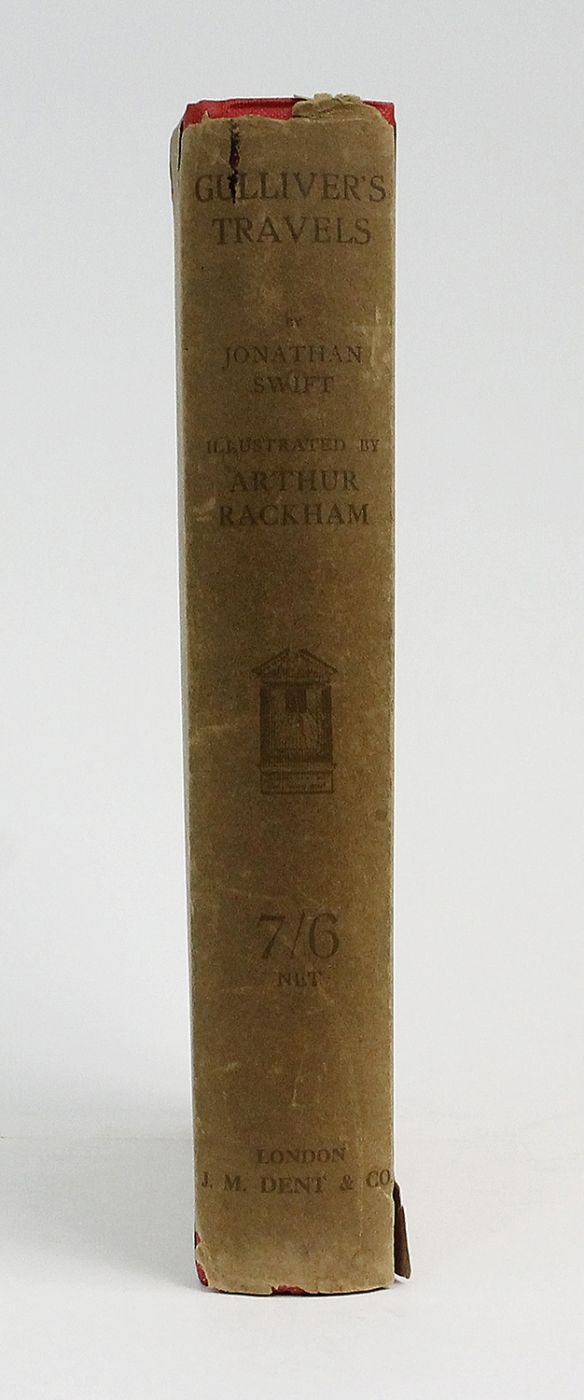 GULLIVER'S
TRAVELS
BY
JONATHAN
SWIFT
ILLUSTRATED BY
ARTHUR
RACKHAM
7/6
NET
LONDON
J. M. DENT & CO.